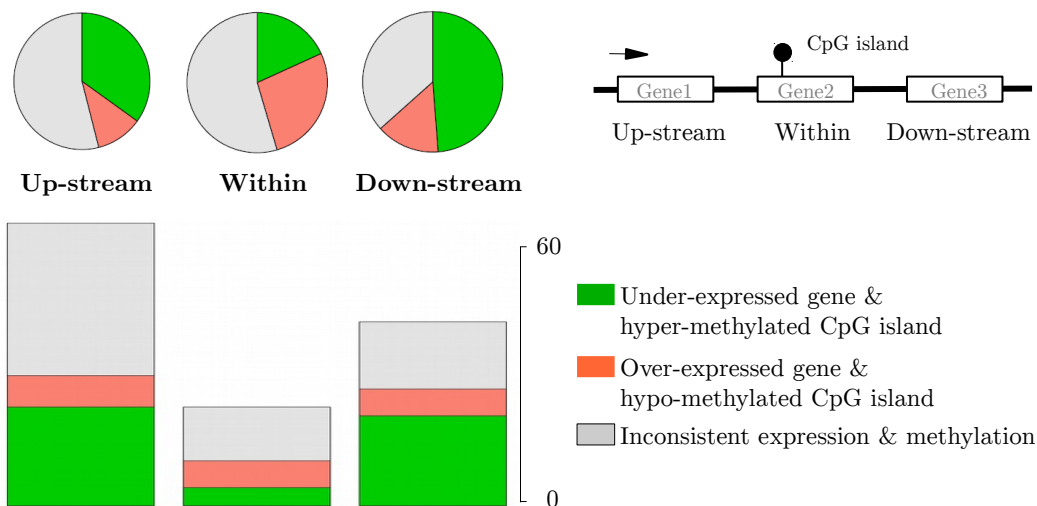 CpG island
Gene1 Gene2 Gene3
Up-stream Within Down-stream
Up-stream Within Down-stream
60
Under-expressed gene &
hyper-methylated CpG island
Over-expressed gene &
hypo-methylated CpG island
Inconsistent expression & methylation
0